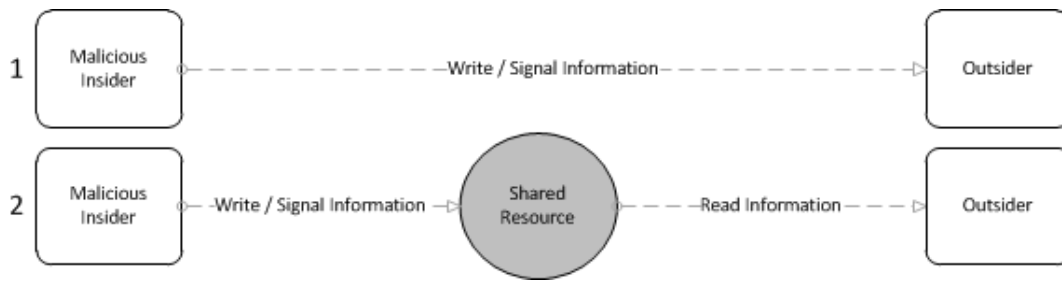 1
Malicious
Insider
Write / Signal Information
Outsider
2
Malicious
Insider
Write / Signal Information
Shared
Resource
Read Information
Outsider